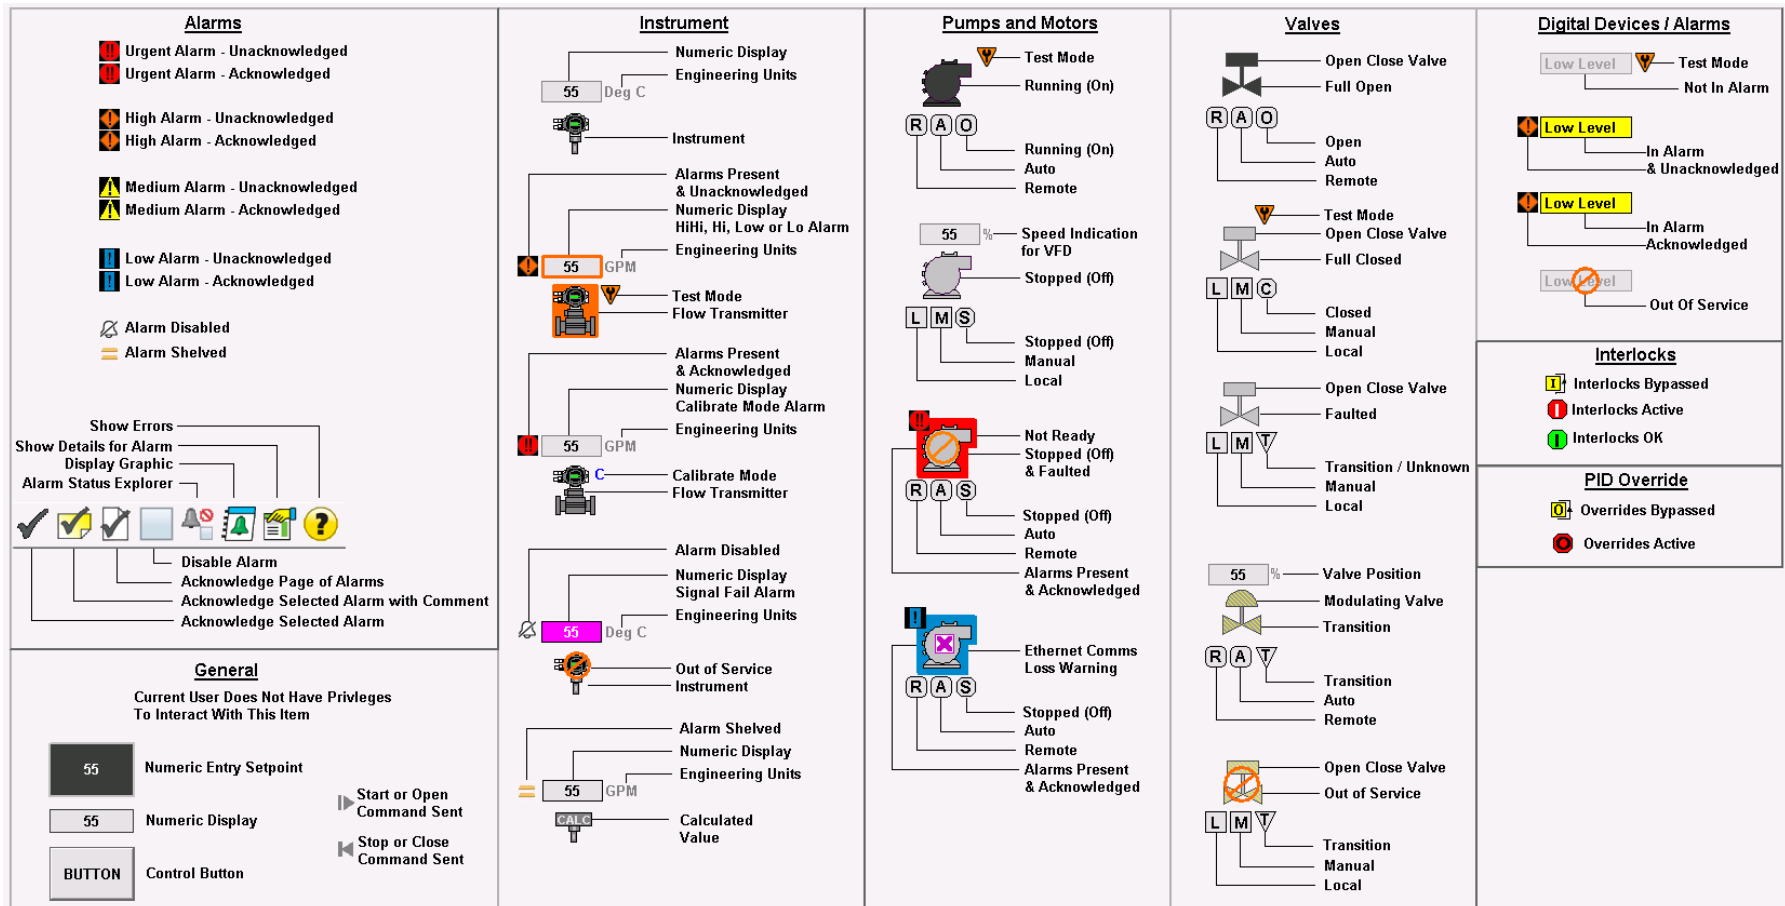 Alarms
Urgent Alarm - Unacknowledged
Urgent Alarm - Acknowledged
High Alarm - Unacknowledged
High Alarm - Acknowledged
Medium Alarm - Unacknowledged
Medium Alarm - Acknowledged
Low Alarm - Unacknowledged
Low Alarm - Acknowledged
Alarm Disabled
Alarm Shelved
Show Errors
Show Details for Alarm
Display Graphic
Alarm Status Explorer
?
Disable Alarm
Acknowledge Page of Alarms
Acknowledge Selected Alarm with Comment
Acknowledge Selected Alarm
General
Current User Does Not Have Privleges
To Interact With This Item
55
Numeric Entry Setpoint
55
Numeric Display
BUTTON
Control Button
Start or Open
Command Sent
Stop or Close
Command Sent
Instrument
Numeric Display
Engineering Units
55 Deg C
Instrument
Alarms Present
& Unacknowledged
Numeric Display
HiHi, Hi, Low or Lo Alarm
Engineering Units
55 GPM
Test Mode
Flow Transmitter
Alarms Present
& Acknowledged
Numeric Display
Calibrate Mode Alarm
Engineering Units
55 GPM
C
Calibrate Mode
Flow Transmitter
Alarm Disabled
Numeric Display
Signal Fail Alarm
Engineering Units
55 Deg C
Out of Service
Instrument
Alarm Shelved
Numeric Display
Engineering Units
55 GPM
CALC
Calculated
Value
Pumps and Motors
Test Mode
Running (On)
R A O
Running (On)
Auto
Remote
55 %
Speed Indication
for VFD
Stopped (Off)
L M S
Stopped (Off)
Manual
Local
!!
Not Ready
Stopped (Off)
& Faulted
R A S
Stopped (Off)
Auto
Remote
Alarms Present
& Acknowledged
!
Ethernet Comms
Loss Warning
R A S
Stopped (Off)
Auto
Remote
Alarms Present
& Acknowledged
Valves
Open Close Valve
Full Open
R A O
Open
Auto
Remote
Test Mode
Open Close Valve
Full Closed
L M C
Closed
Manual
Local
Open Close Valve
Faulted
L M T
Transition / Unknown
Manual
Local
55 %
Valve Position
Modulating Valve
Transition
R A T
Transition
Auto
Remote
Open Close Valve
Out of Service
L M T
Transition
Manual
Local
Digital Devices / Alarms
Low Level
Test Mode
Not In Alarm
Low Level
In Alarm
& Unacknowledged
Low Level
In Alarm
Acknowledged
Low Level
Out Of Service
Interlocks
I
Interlocks Bypassed
Interlocks Active
Interlocks OK
PID Override
O
Overrides Bypassed
Overrides Active